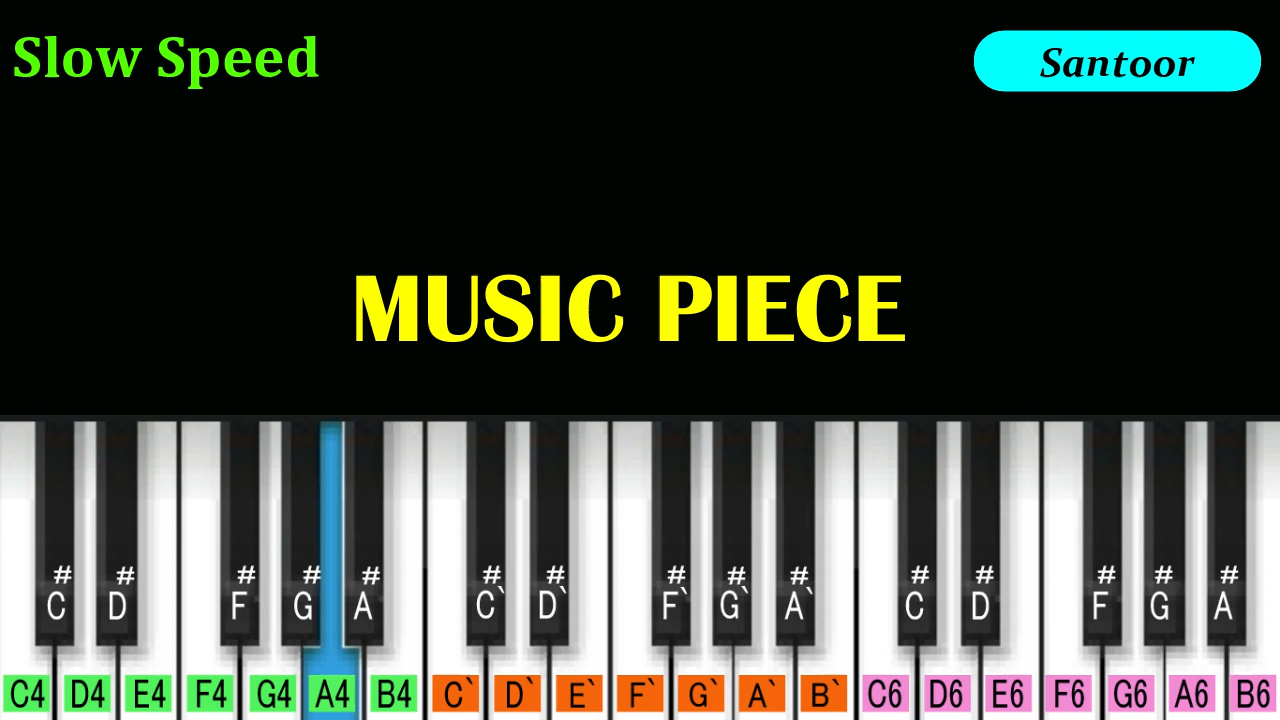 Slow Speed
Santoor
MUSIC PIECE
# # # # # # # # # # # # # # #
C D F G A C` D` F` G` A` C D F G A
C4 D4 E4 F4 G4 A4 B4 C` D` E` F` G` A` B` C6 D6 E6 F6 G6 A6 B6